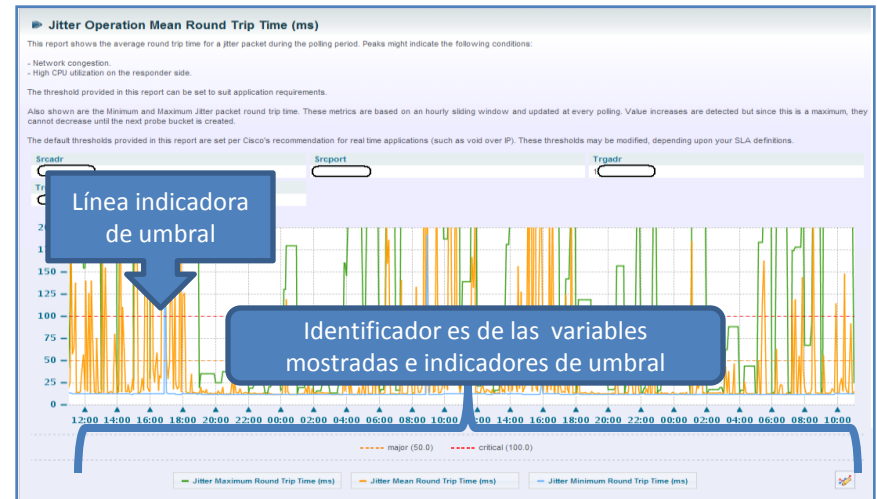 Jitter Operation Mean Round Trip Time (ms)
This report shows the average round trip time for a jitter packet during the polling period. Peaks might indicate the following conditions:
- Network congestion.
- High CPU utilization on the responder side.
The threshold provided in this report can be set to suit application requirements.
Also shown are the Minimum and Maximum Jitter packet round trip time. These metrics are based on an hourly sliding window and updated at every polling. Value increases are detected but since this is a maximum, they
cannot decrease until the next probe bucket is created.
The default thresholds provided in this report are set per Cisco's recommendation for real time applications (such as void over IP). These thresholds may be modified, depending upon your SLA definitions.
Srcadr Srcport Trgadr
Línea indicadora
de umbral
150
125
100
75
50
25
0
Identificador es de las variables
mostradas e indicadores de umbral
12:00 14:00 16:00 18:00 20:00 22:00 00:00 02:00 04:00 06:00 08:00 10:00 12:00 14:00 16:00 18:00 20:00 22:00 00:00 02:00 04:00 06:00 08:00 10:00
major (50.0) critical (100.0)
Jitter Maximum Round Trip Time (ms) Jitter Mean Round Trip Time (ms) Jitter Minimum Round Trip Time (ms)